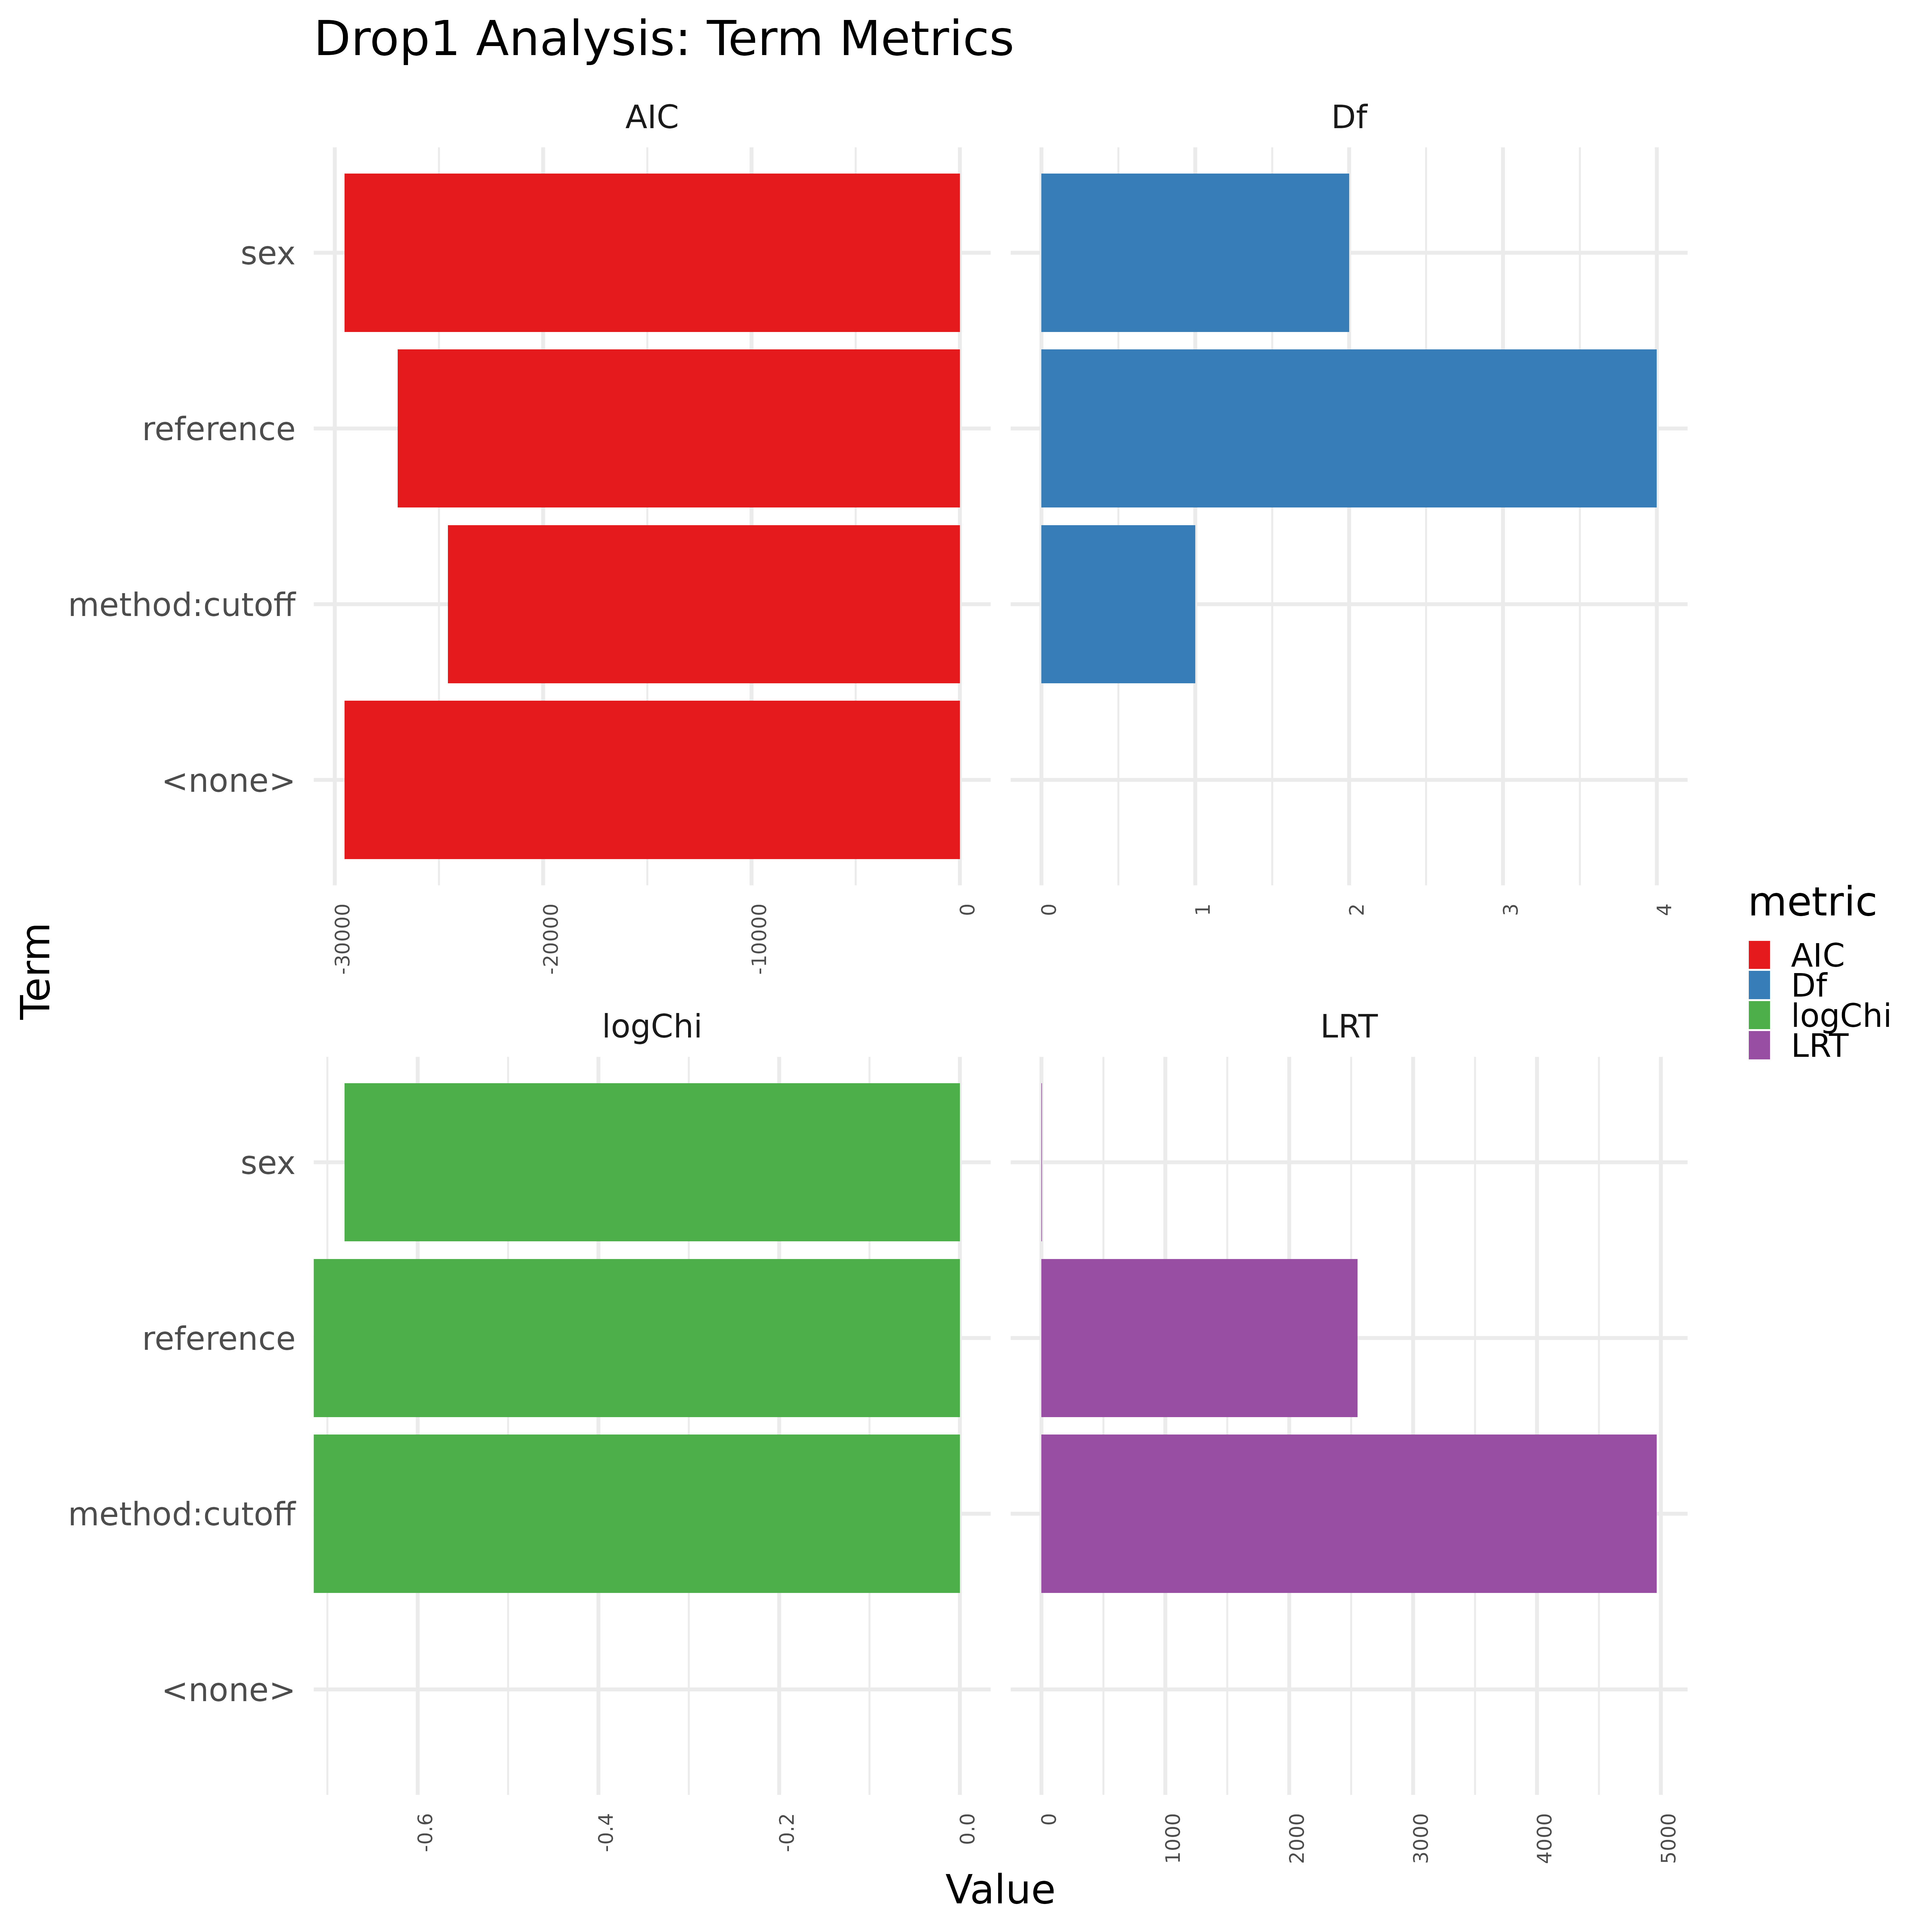 Drop1 Analysis: Term Metrics
AIC
Df
sex
reference
method:cutoff
<none>
-30000
-20000
-10000
0
0
1
2
3
4
Term
metric
AIC
Df
logChi
LRT
logChi
LRT
sex
reference
method:cutoff
<none>
-0.6
-0.4
-0.2
0.0
0
1000
2000
3000
4000
5000
Value